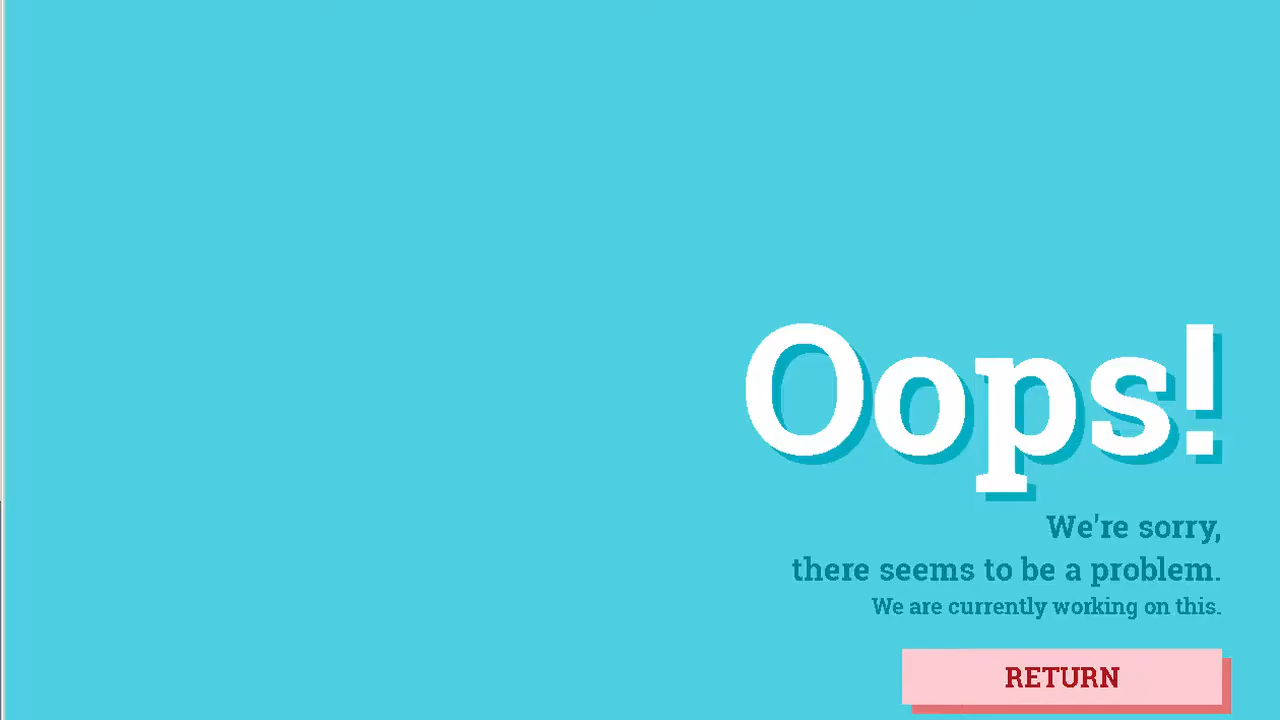 Oops!
We're sorry,
there seems to be a problem.
We are currently working on this.
RETURN